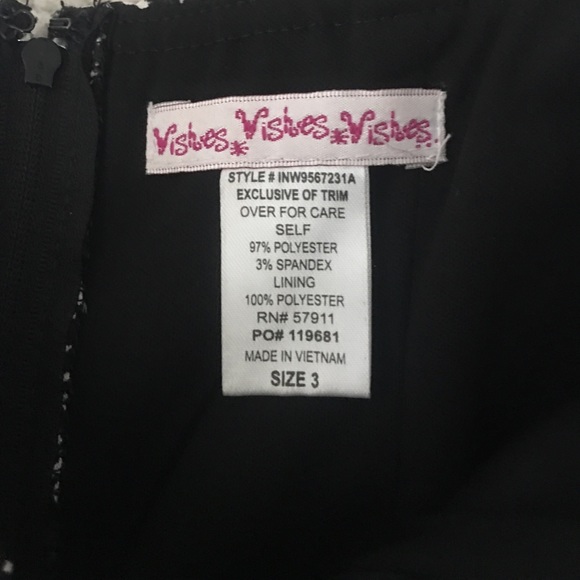 Wishes*Wishes*Wishes
STYLE # INW9567231A
EXCLUSIVE OF TRIM
OVER FOR CARE
SELF
97% POLYESTER
3% SPANDEX
LINING
100% POLYESTER
RN# 57911
PO# 119681
MADE IN VIETNAM
SIZE 3